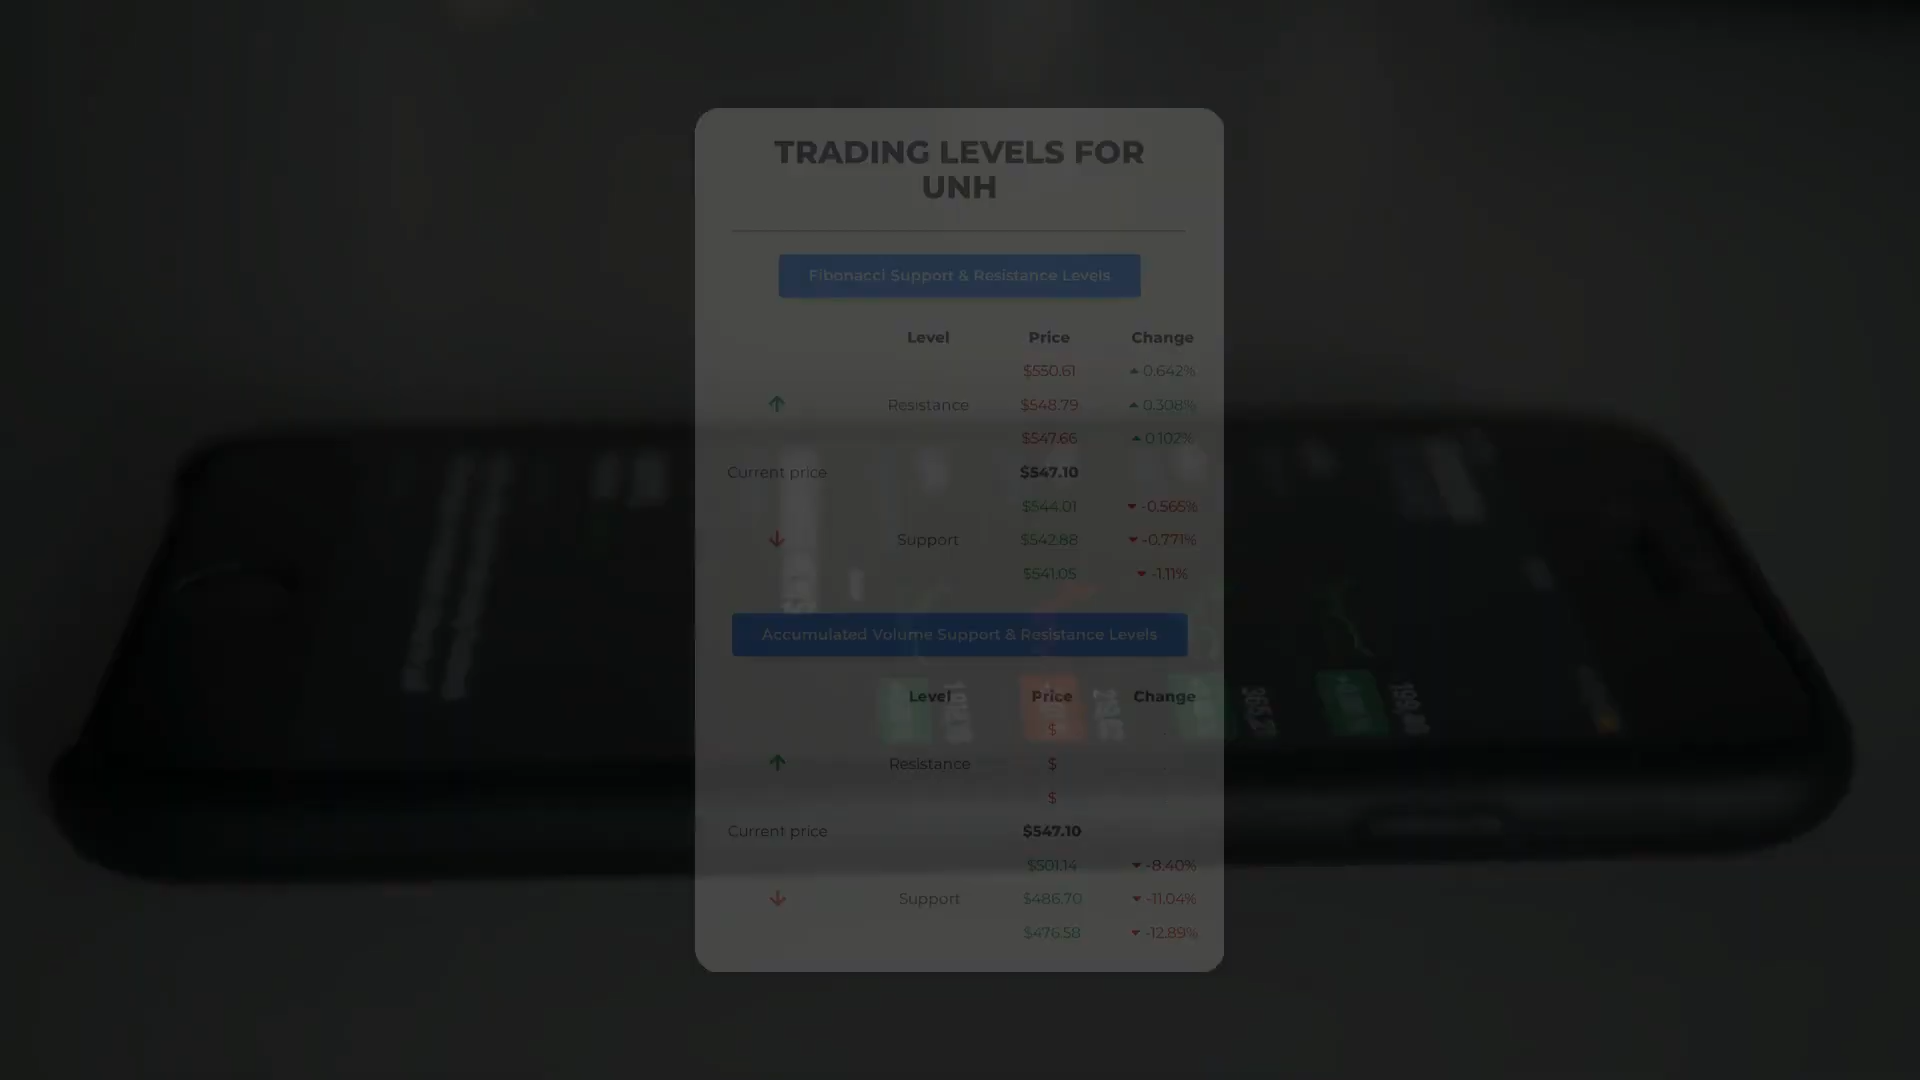 TRADING LEVELS FOR
UNH
Fibonacci Support & Resistance Levels
Level Price Change
$550.61 0.642%
Resistance $548.79 0.308%
$547.66 0.102%
Current price $547.10
$544.01 -0.565%
Support $542.88 -0.771%
$541.05 -1.11%
Accumulated Volume Support & Resistance Levels
Level Price Change
$
Resistance $
$
Current price $547.10
$501.14 -8.40%
Support $486.70 -11.04%
$476.58 -12.89%